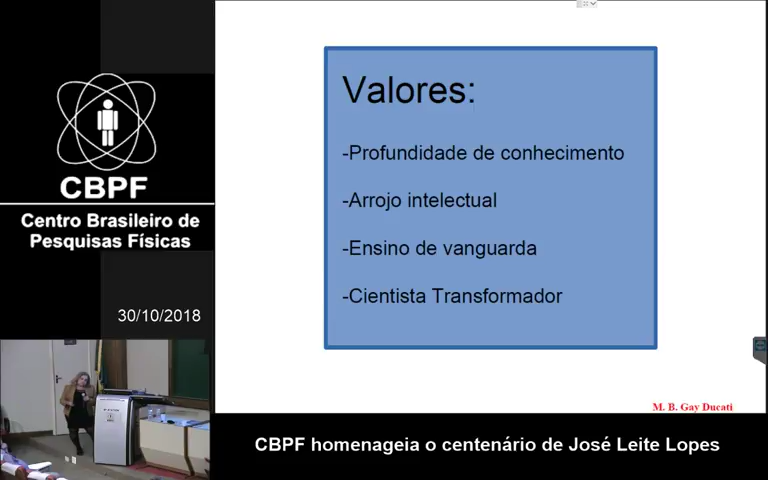 CBPF
Centro Brasileiro de
Pesquisas Físicas
30/10/2018
Valores:
-Profundidade de conhecimento
-Arrojo intelectual
-Ensino de vanguarda
-Cientista Transformador
M. B. Gay Ducati
CBPF homenageia o centenário de José Leite Lopes